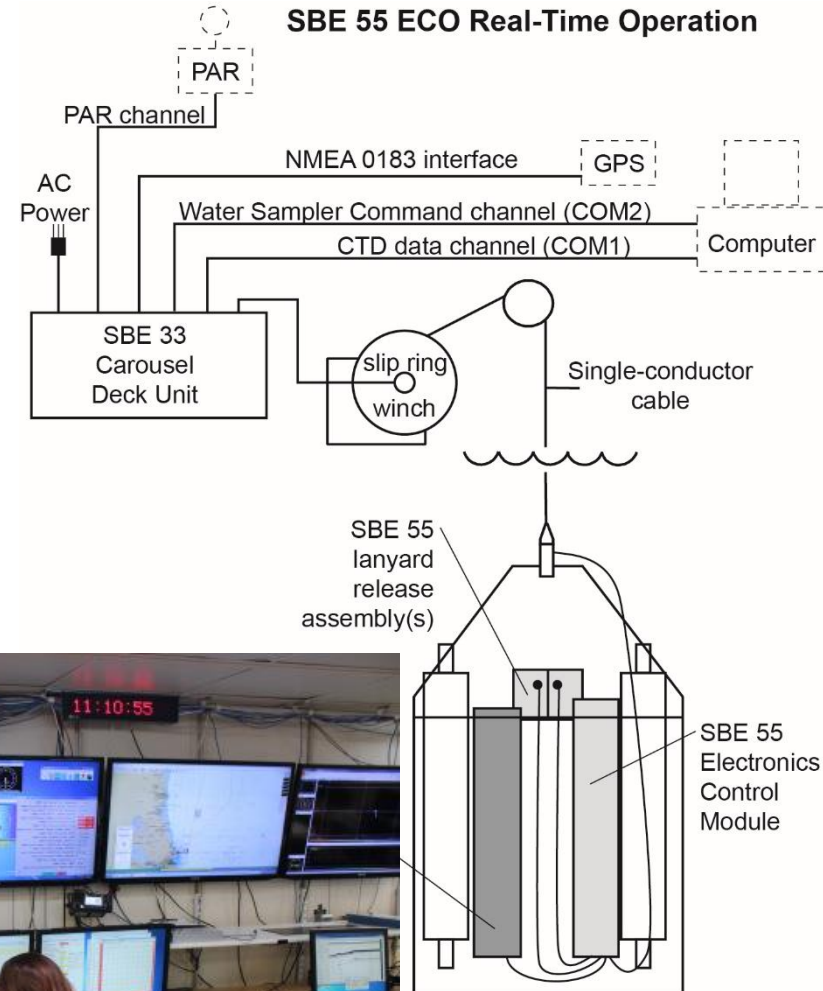 SBE 55 ECO Real-Time Operation
PAR
PAR channel
NMEA 0183 interface
GPS
AC
Power
Water Sampler Command channel (COM2)
CTD data channel (COM1)
Computer
SBE 33
Carousel
Deck Unit
slip ring
winch
Single-conductor
cable
SBE 55
lanyard
release
assembly(s)
11:10:55
SBE 55
Electronics
Control
Module